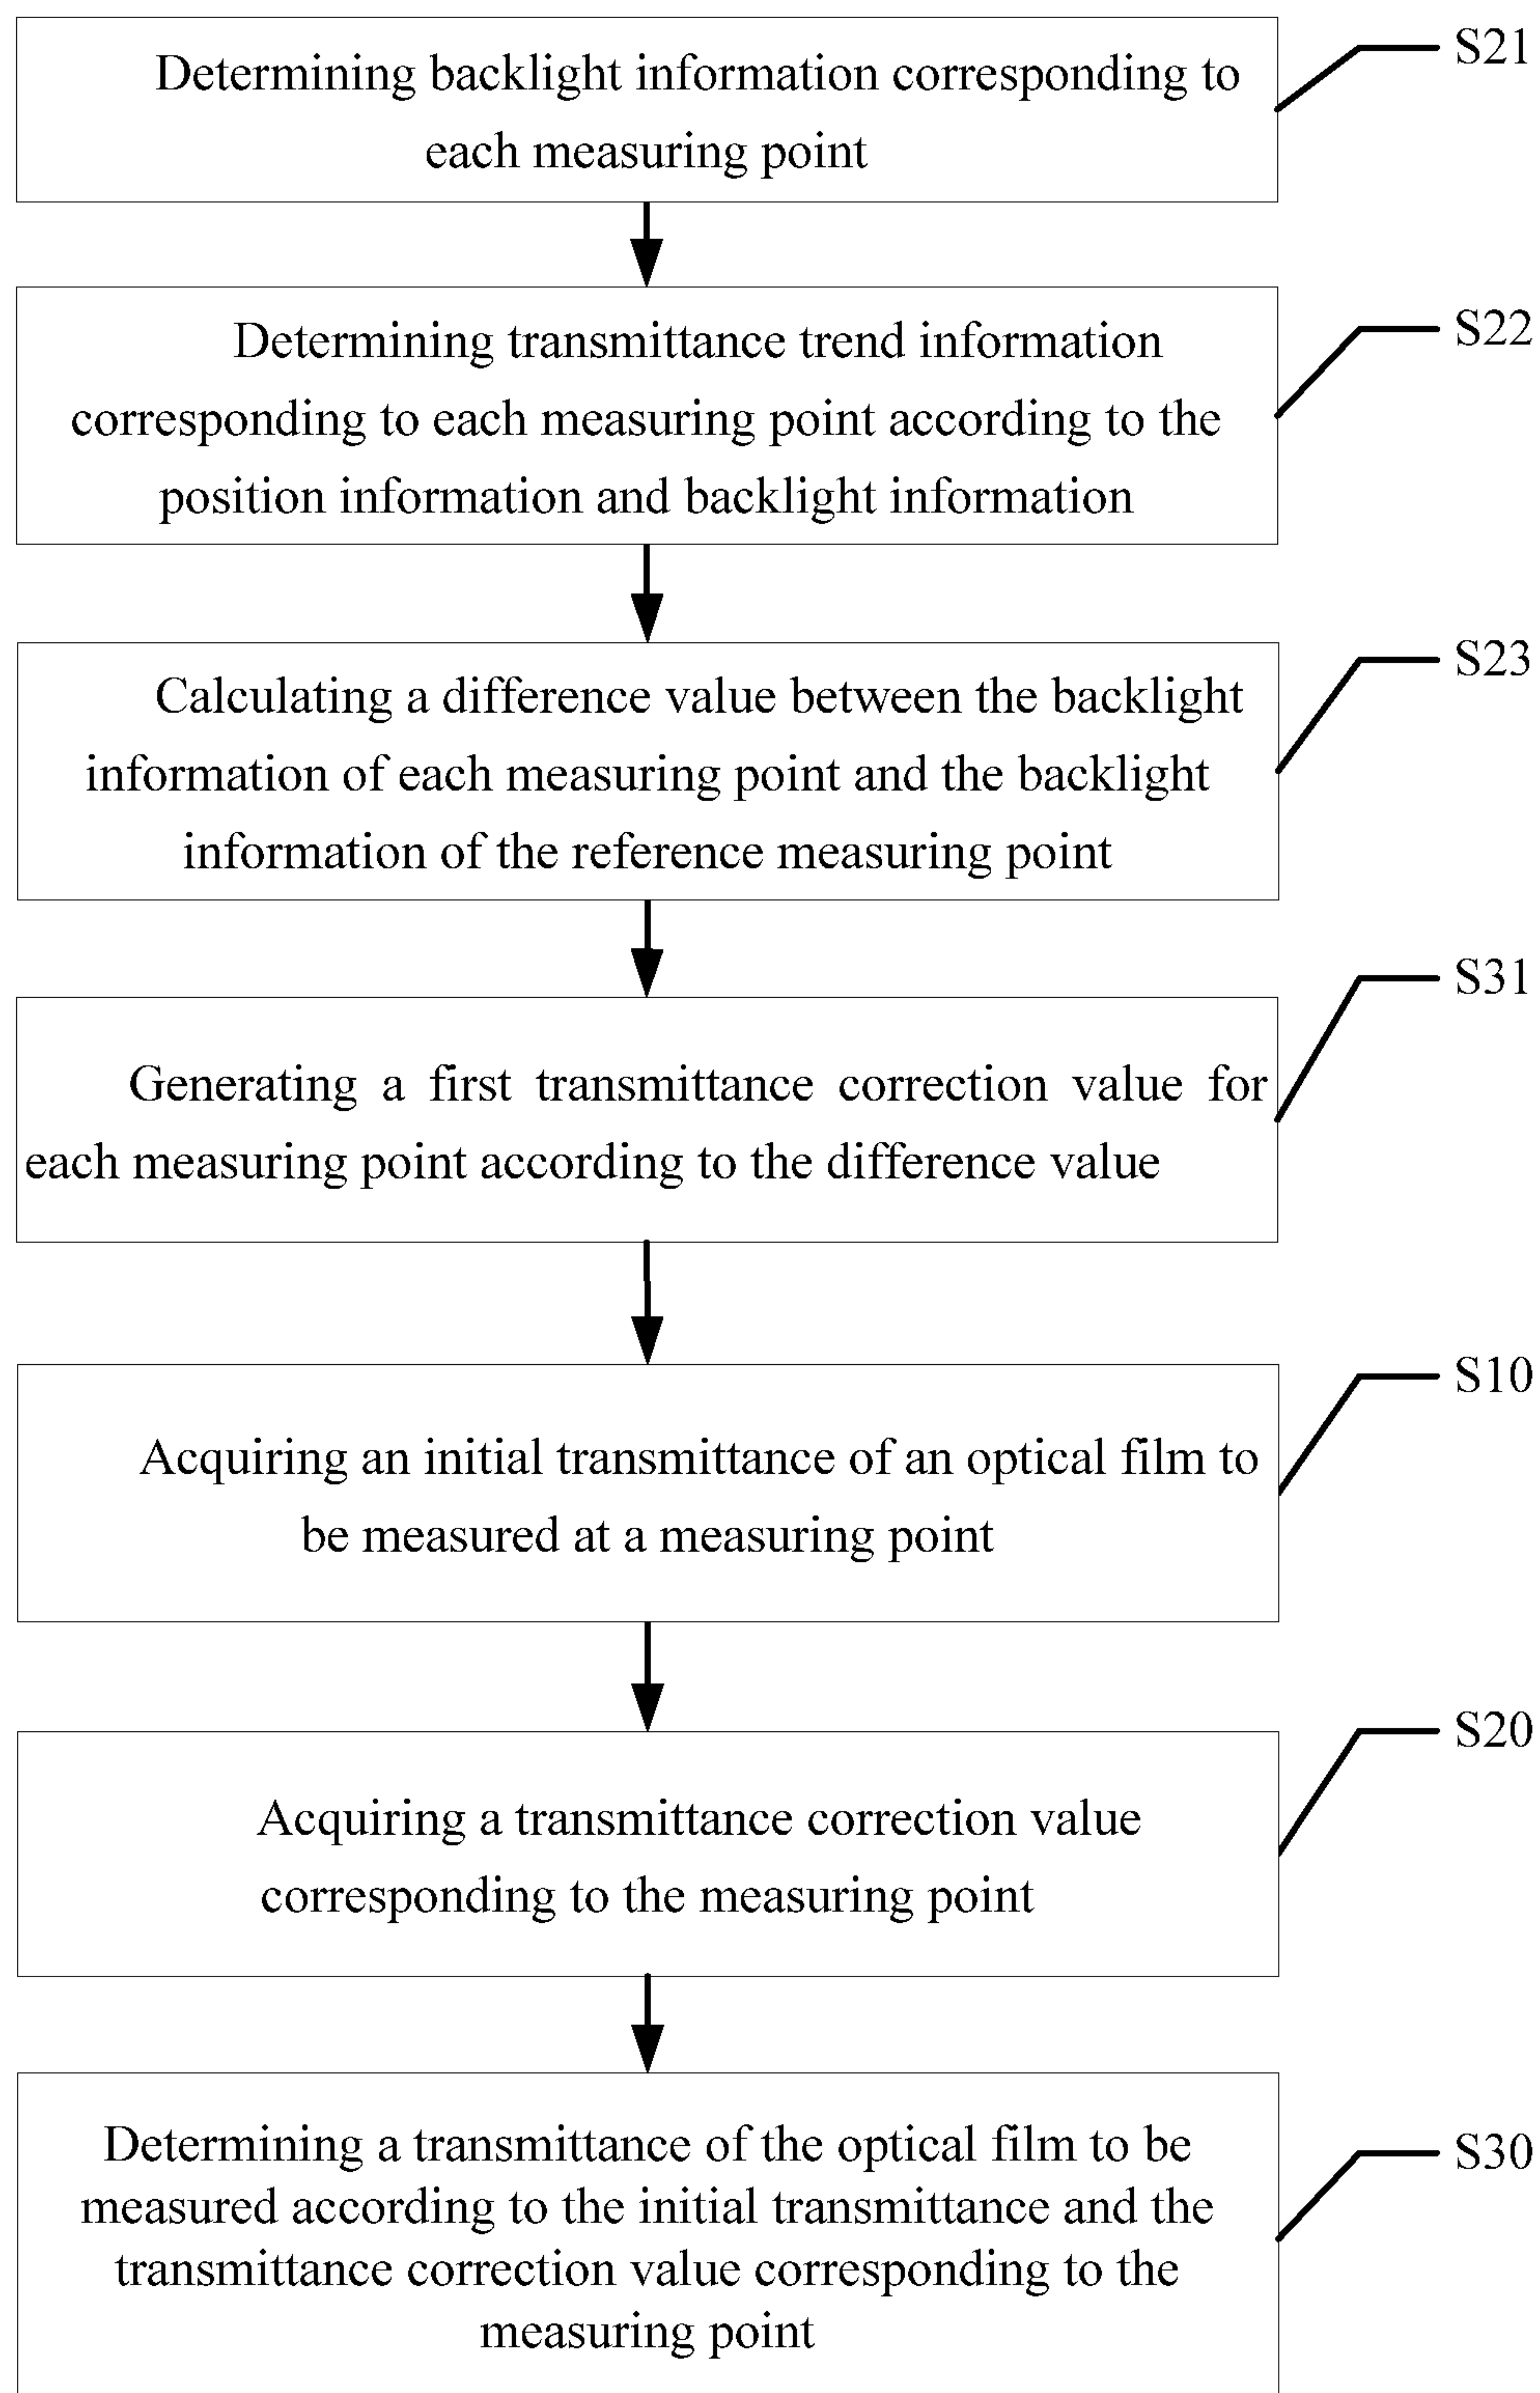 Determining backlight information corresponding to
each measuring point
S21
Determining transmittance trend information
corresponding to each measuring point according to the
position information and backlight information
S22
Calculating a difference value between the backlight
information of each measuring point and the backlight
information of the reference measuring point
S23
Generating a first transmittance correction value for
each measuring point according to the difference value
S31
Acquiring an initial transmittance of an optical film to
be measured at a measuring point
S10
Acquiring a transmittance correction value
corresponding to the measuring point
S20
Determining a transmittance of the optical film to be
measured according to the initial transmittance and the
transmittance correction value corresponding to the
measuring point
S30